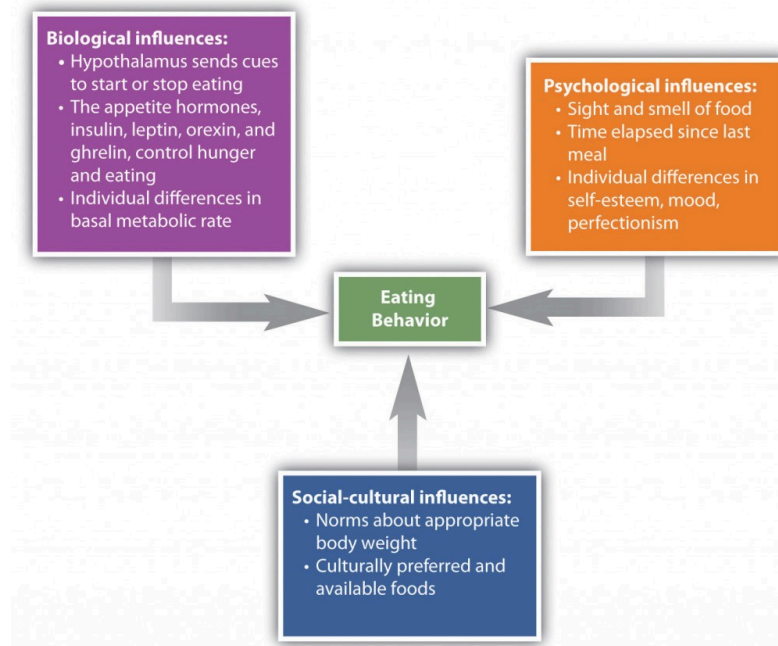 Biological influences:
• Hypothalamus sends cues
to start or stop eating
• The appetite hormones,
insulin, leptin, orexin, and
ghrelin, control hunger
and eating
• Individual differences in
basal metabolic rate
Psychological influences:
• Sight and smell of food
• Time elapsed since last
meal
• Individual differences in
self-esteem, mood,
perfectionism
Eating
Behavior
Social-cultural influences:
• Norms about appropriate
body weight
• Culturally preferred and
available foods